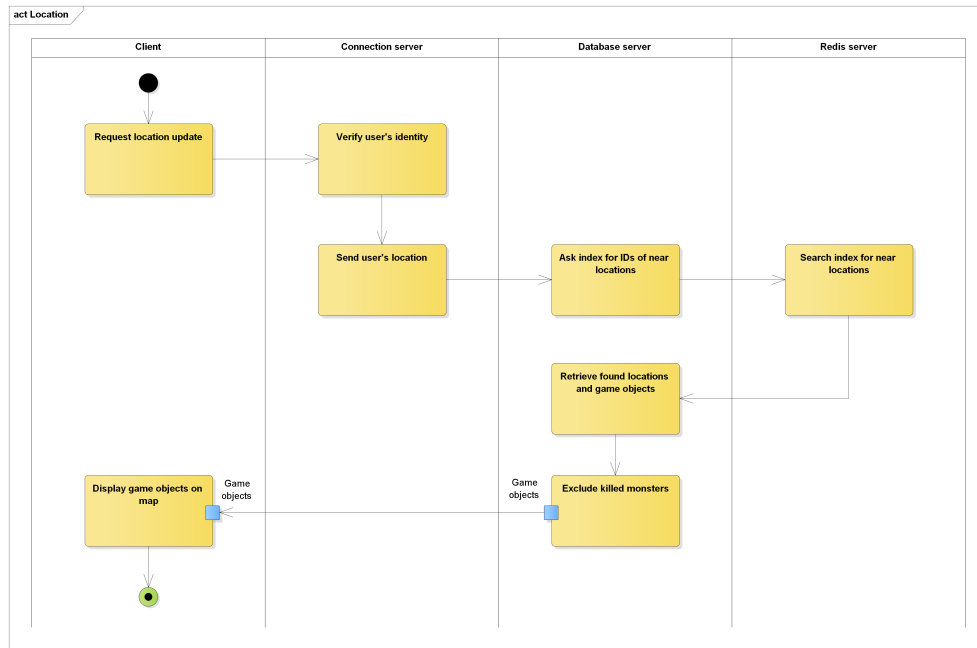 act Location
Client
Connection server
Database server
Redis server
Request location update
Verify user's identity
Send user's location
Ask index for IDs of near
locations
Search index for near
locations
Retrieve found locations
and game objects
Display game objects on
map
Game
objects
Game
objects
Exclude killed monsters